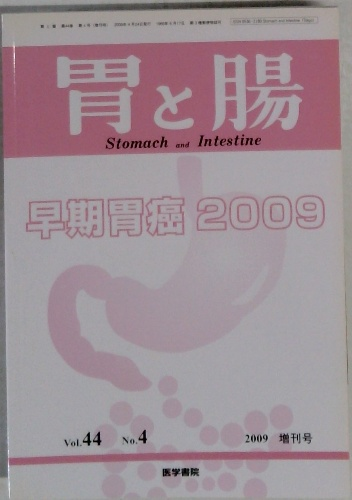 胃と腸
Stomach and Intestine
早期胃癌 2009
Vol.44 No.4 2009 増刊号
医学書院